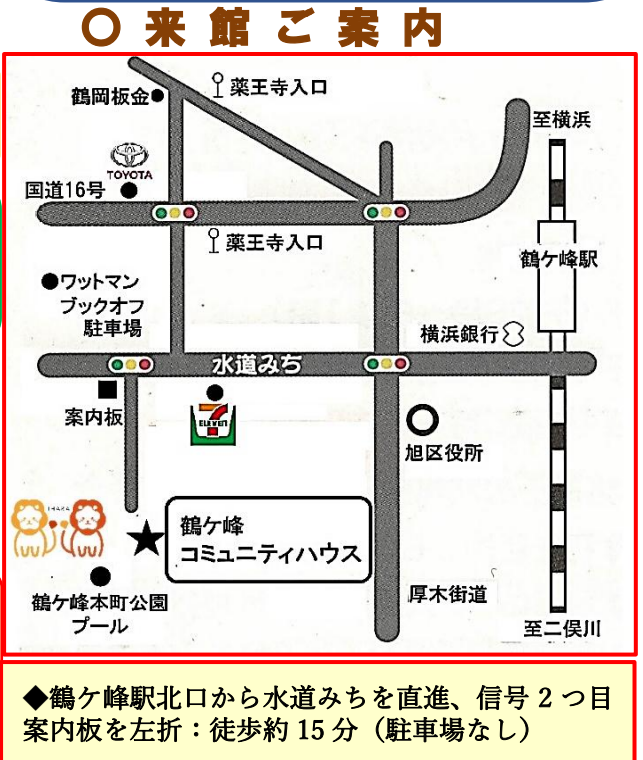 〇 来 館 ご 案 内
薬王寺入口
鶴岡板金
至横浜
TOYOTA
国道16号
薬王寺入口
鶴ケ峰駅
ワットマン
ブックオフ
駐車場
横浜銀行
水道みち
案内板
7
ELEVEN
旭区役所
鶴ケ峰
コミュニティハウス
鶴ケ峰本町公園
プール
厚木街道
至二俣川
◆鶴ケ峰駅北口から水道みちを直進、信号2つ目
案内板を左折：徒歩約15分（駐車場なし）